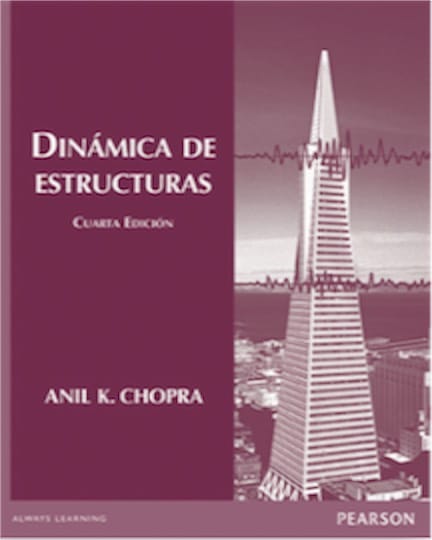 DINÁMICA DE
ESTRUCTURAS
CUARTA EDICIÓN
ANIL K. CHOPRA
ALWAYS LEARNING
PEARSON